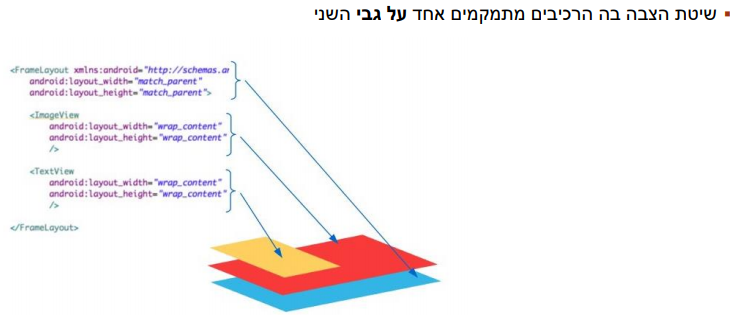 שיטת הצבה בה הרכיבים מתמקמים אחד על גבי השני
<FrameLayout xmlns:android="http://schemas.ar
android:layout_width="match_parent"
android:layout_height="match_parent">
<ImageView
android:layout_width="wrap_content"
android:layout_height="wrap_content"
/>
<TextView
android:layout_width="wrap_content"
android:layout_height="wrap_content"
/>
</FrameLayout>